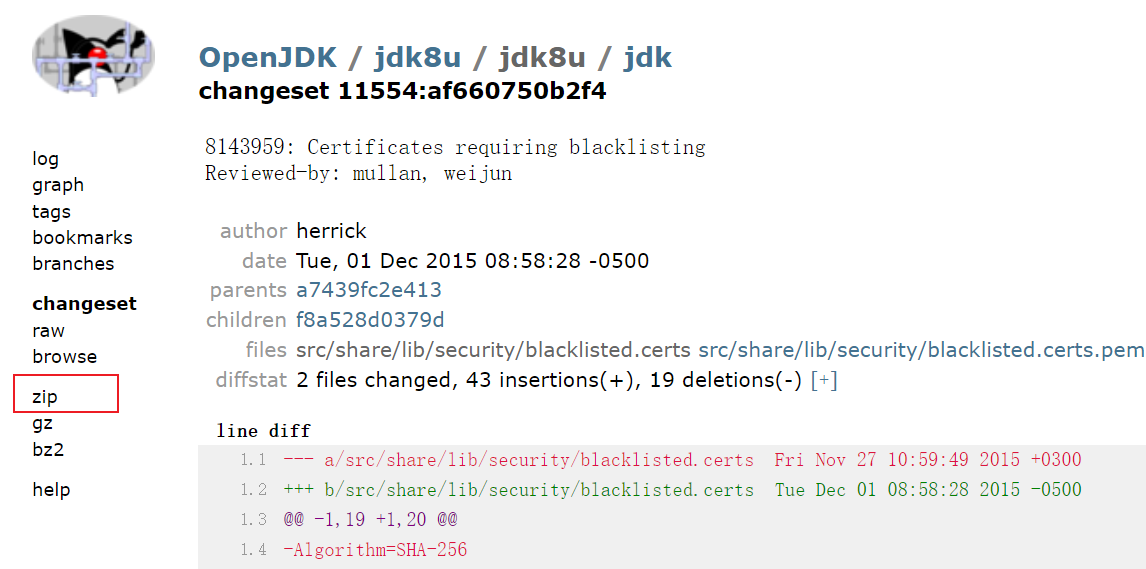 OpenJDK / jdk8u / jdk8u / jdk
changeset 11554:af660750b2f4
log
graph
tags
bookmarks
branches
changeset
raw
browse
zip
gz
bz2
help
8143959: Certificates requiring blacklisting
Reviewed-by: mullan, weijun
author herrick
date Tue, 01 Dec 2015 08:58:28 -0500
parents a7439fc2e413
children f8a528d0379d
files src/share/lib/security/blacklisted.certs src/share/lib/security/blacklisted.certs.pem
diffstat 2 files changed, 43 insertions(+), 19 deletions(-) [+]
line diff
1.1 --- a/src/share/lib/security/blacklisted.certs Fri Nov 27 10:59:49 2015 +0300
1.2 +++ b/src/share/lib/security/blacklisted.certs Tue Dec 01 08:58:28 2015 -0500
1.3 @@ -1,19 +1,20 @@
1.4 -Algorithm=SHA-256